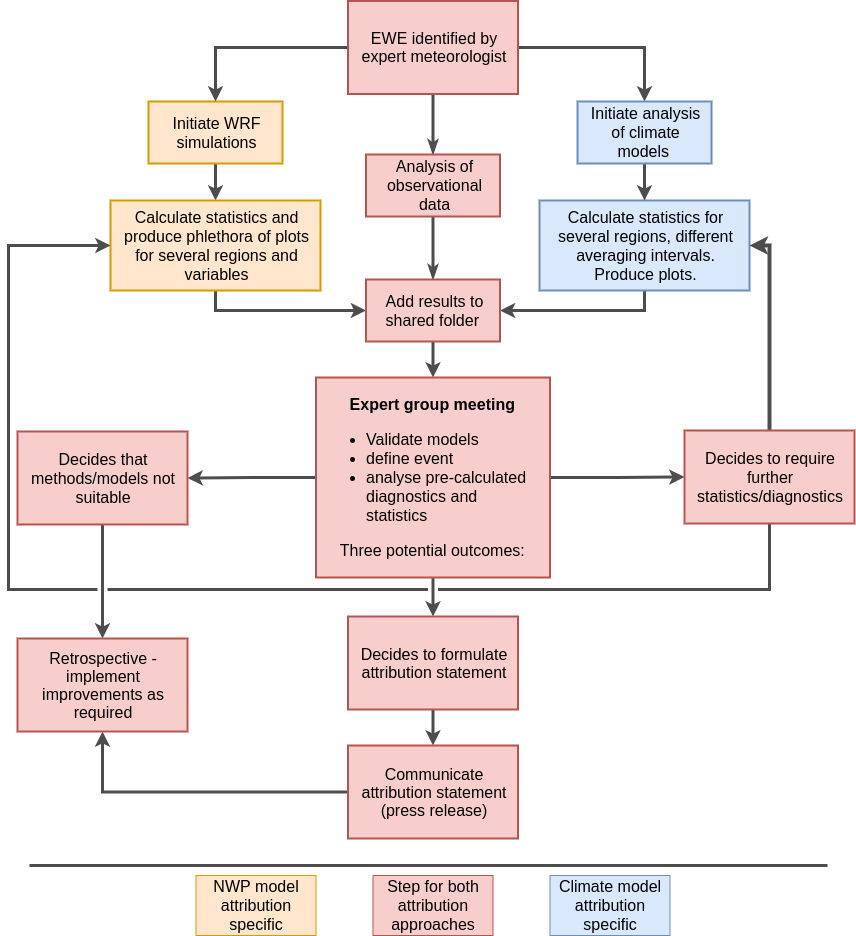 EWE identified by
expert meteorologist
Initiate WRF
simulations
Initiate analysis
of climate
models
Analysis of
observational
data
Calculate statistics and
produce phlethora of plots
for several regions and
variables
Calculate statistics for
several regions, different
averaging intervals.
Produce plots.
Add results to
shared folder
Expert group meeting
• Validate models
• define event
• analyse pre-calculated
diagnostics and
statistics
Three potential outcomes:
Decides that
methods/models not
suitable
Decides to require
further
statistics/diagnostics
Decides to formulate
attribution statement
Retrospective -
implement
improvements as
required
Communicate
attribution statement
(press release)
NWP model
attribution
specific
Step for both
attribution
approaches
Climate model
attribution
specific